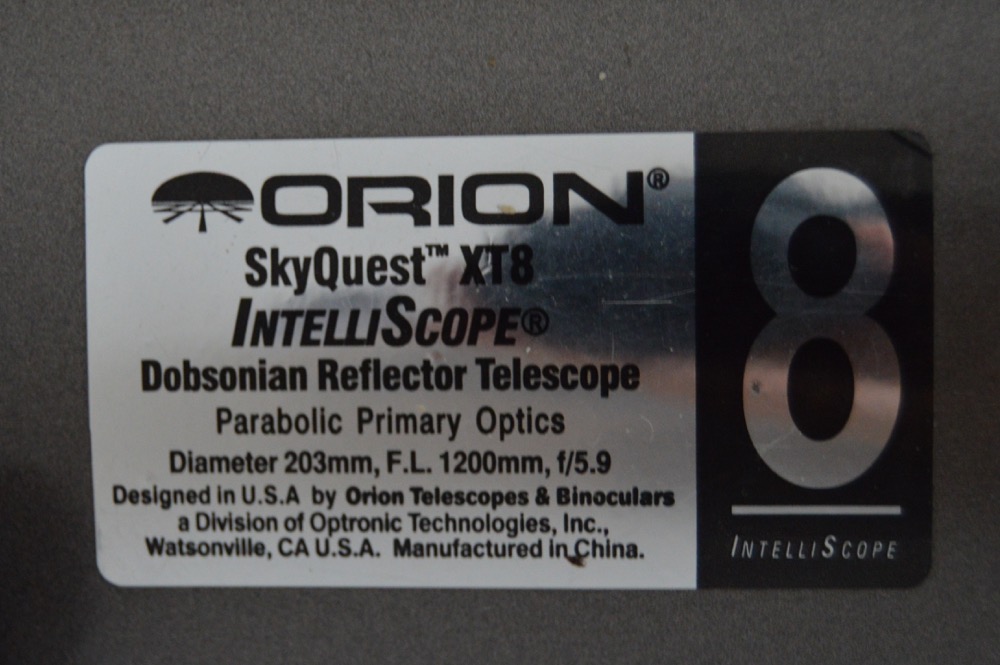 ORION®
SkyQuest™ XT8
INTELLISCOPE®
Dobsonian Reflector Telescope
Parabolic Primary Optics
Diameter 203mm, F.L. 1200mm, f/5.9
Designed in U.S.A by Orion Telescopes & Binoculars
a Division of Optronic Technologies, Inc.,
Watsonville, CA U.S.A. Manufactured in China.
8
INTELLISCOPE